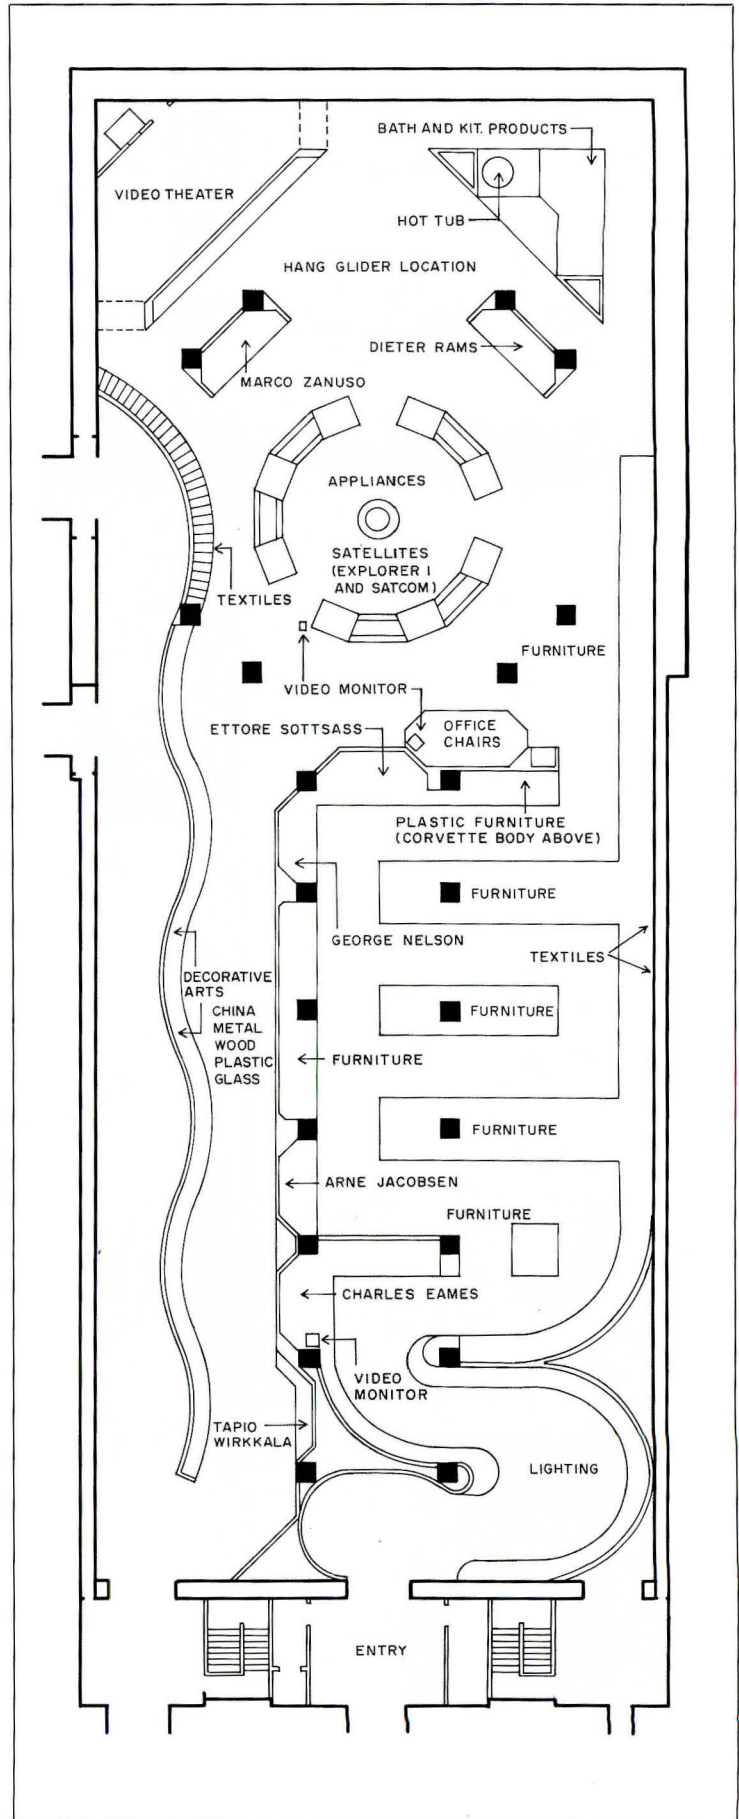 BATH AND KIT. PRODUCTS
VIDEO THEATER
HOT TUB
HANG GLIDER LOCATION
DIETER RAMS
MARCO ZANUSO
APPLIANCES
SATELLITES
(EXPLORER I
AND SATCOM)
TEXTILES
FURNITURE
VIDEO MONITOR
ETTORE SOTTSASS
OFFICE
CHAIRS
PLASTIC FURNITURE
(CORVETTE BODY ABOVE)
FURNITURE
GEORGE NELSON
TEXTILES
DECORATIVE
ARTS
CHINA
METAL
WOOD
PLASTIC
GLASS
FURNITURE
FURNITURE
FURNITURE
ARNE JACOBSEN
FURNITURE
CHARLES EAMES
VIDEO
MONITOR
TAPIO
WIRKKALA
LIGHTING
ENTRY